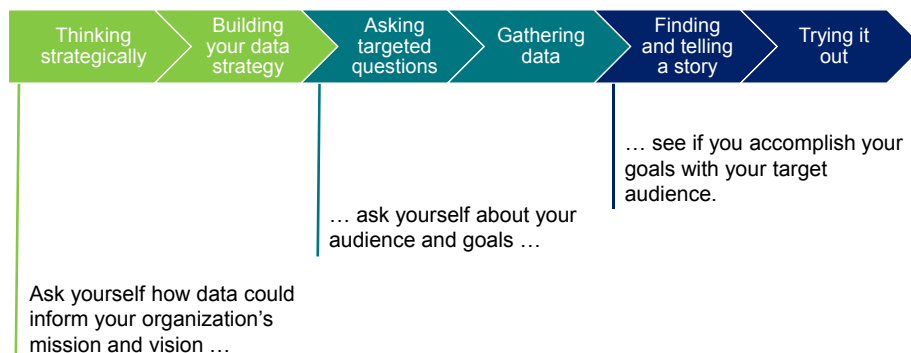 Thinking
strategically
Building
your data
strategy
Asking
targeted
questions
Gathering
data
Finding
and telling
a story
Trying it
out
… see if you accomplish your
goals with your target
audience.
… ask yourself about your
audience and goals …
Ask yourself how data could
inform your organization’s
mission and vision …